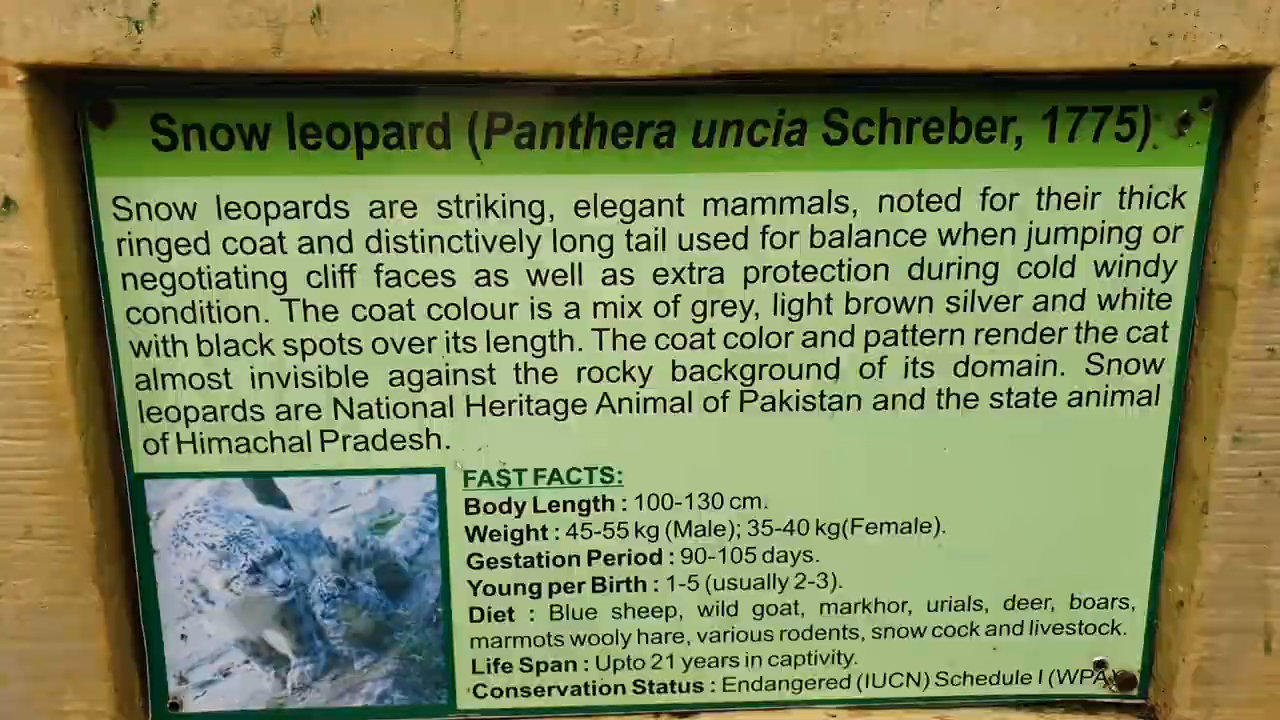 Snow leopard (Panthera uncia Schreber, 1775)
Snow leopards are striking, elegant mammals, noted for their thick
ringed coat and distinctively long tail used for balance when jumping or
negotiating cliff faces as well as extra protection during cold windy
condition. The coat colour is a mix of grey, light brown silver and white
with black spots over its length. The coat color and pattern render the cat
almost invisible against the rocky background of its domain. Snow
leopards are National Heritage Animal of Pakistan and the state animal
of Himachal Pradesh.
FAST FACTS:
Body Length : 100-130 cm.
Weight : 45-55 kg (Male); 35-40 kg(Female).
Gestation Period : 90-105 days.
Young per Birth : 1-5 (usually 2-3).
Diet : Blue sheep, wild goat, markhor, urials, deer, boars,
marmots wooly hare, various rodents, snow cock and livestock.
Life Span : Upto 21 years in captivity.
Conservation Status : Endangered (IUCN) Schedule I (WPA)